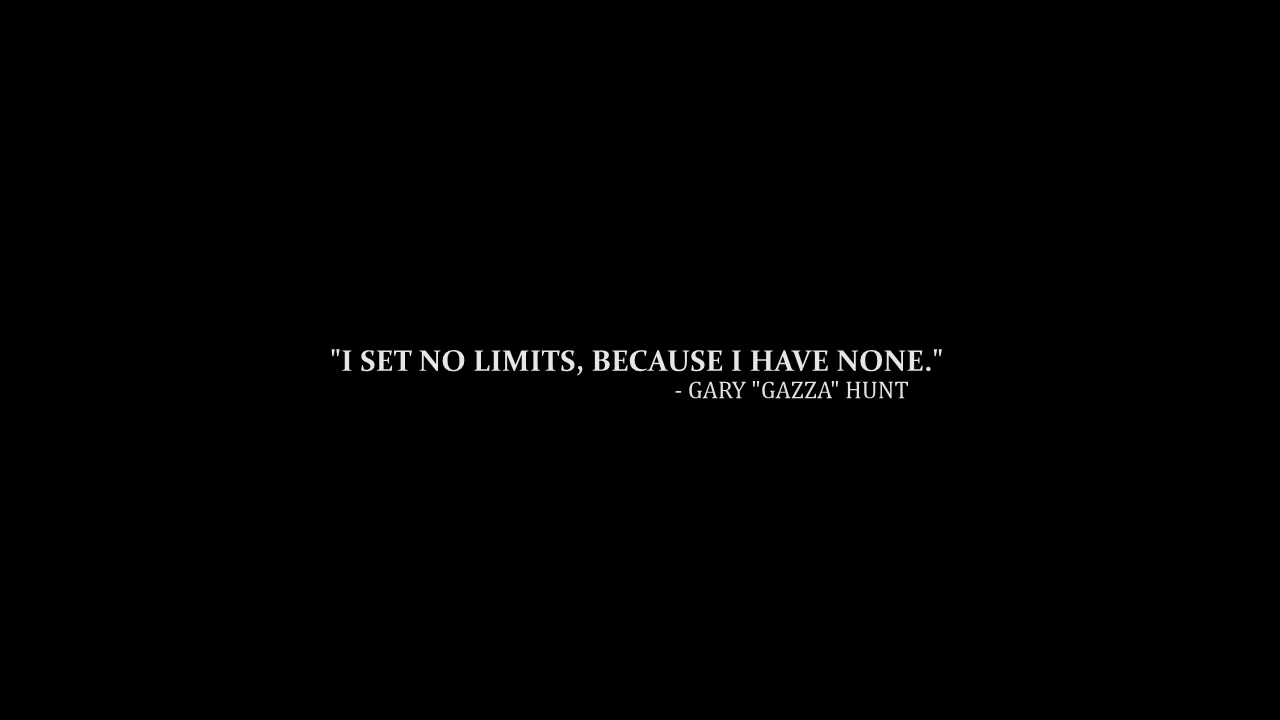 "I SET NO LIMITS, BECAUSE I HAVE NONE."
- GARY "GAZZA" HUNT